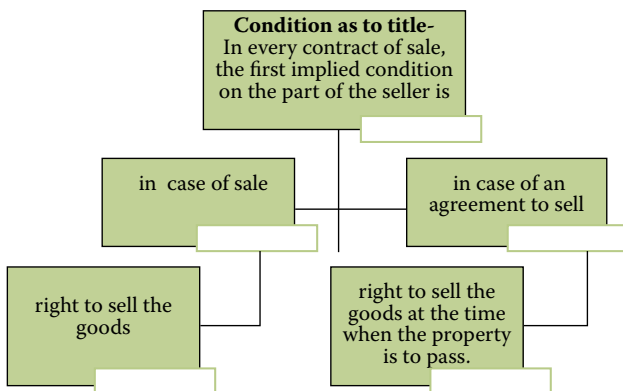 Condition as to title-
In every contract of sale,
the first implied condition
on the part of the seller is
in case of sale
in case of an
agreement to sell
right to sell the
goods
right to sell the
goods at the time
when the property
is to pass.